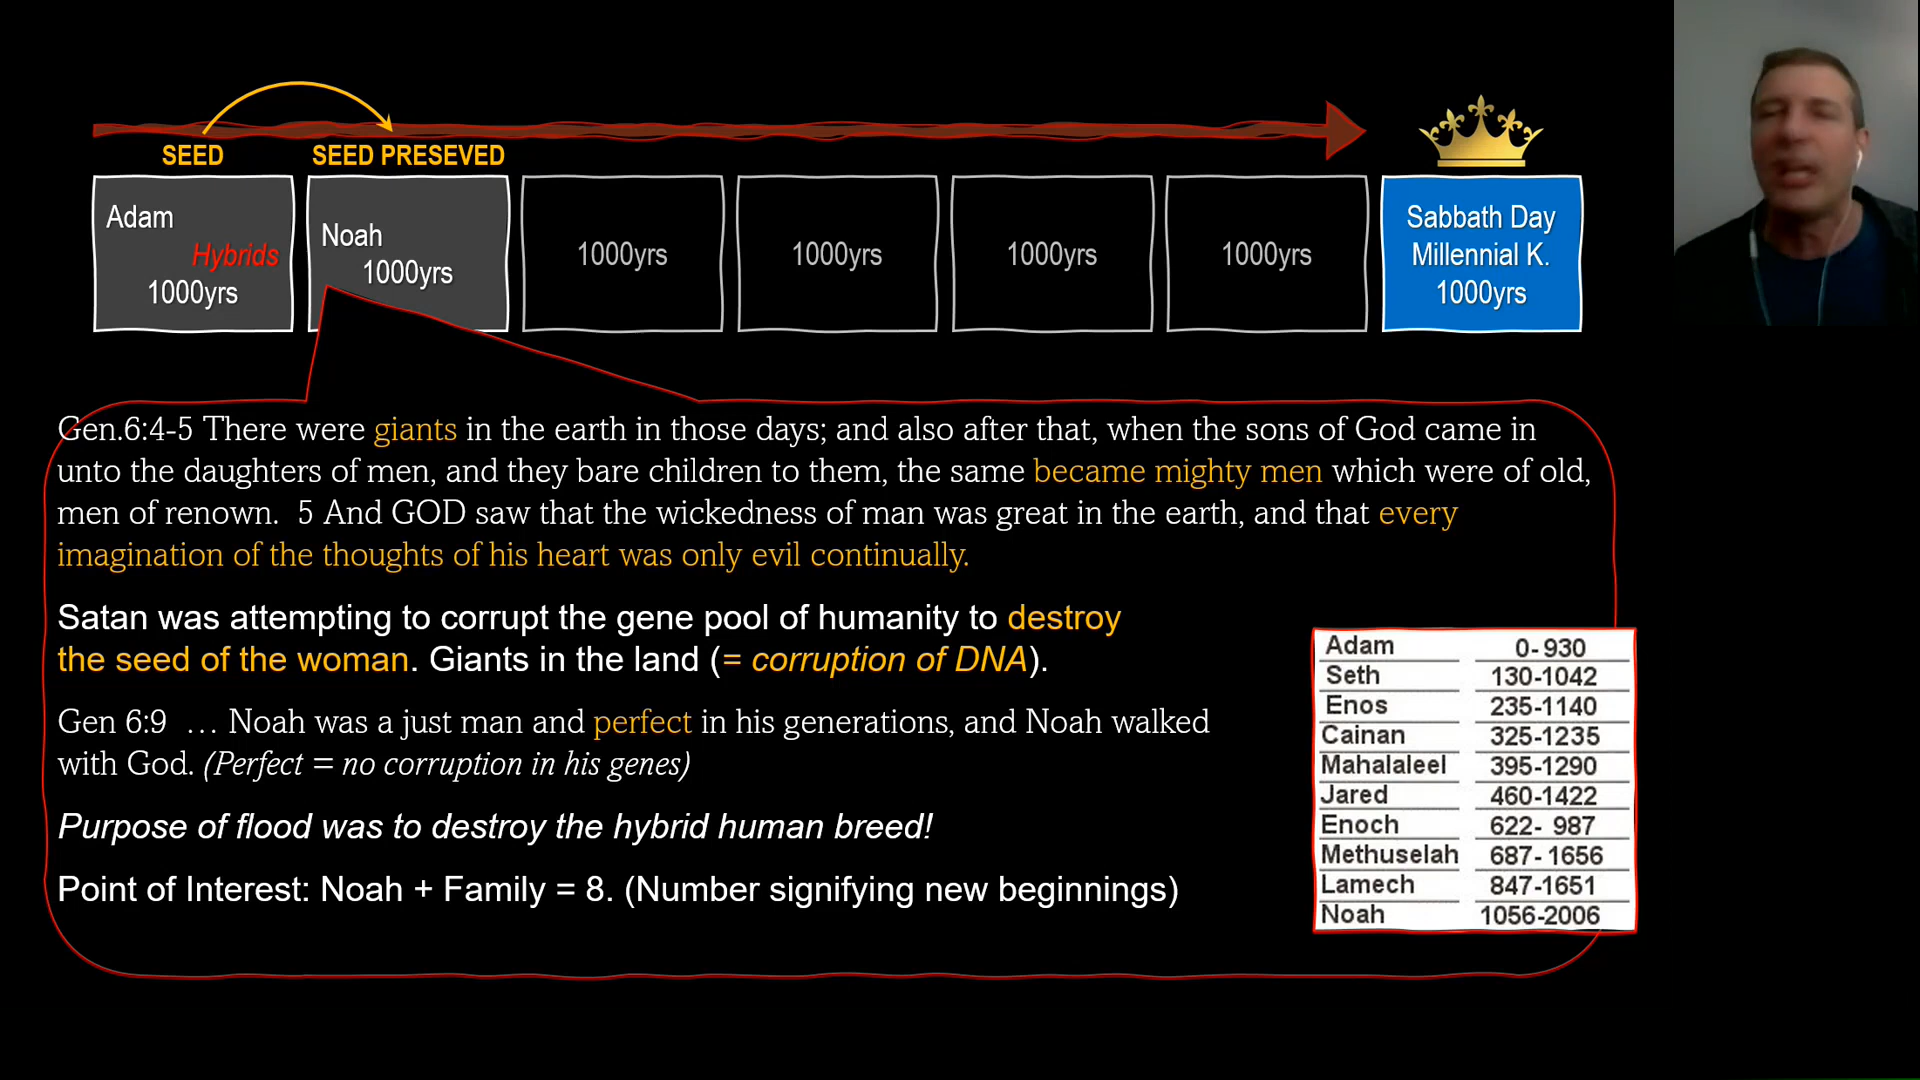 SEED
SEED PRESEVED
Adam
Hybrids
1000yrs
Noah
1000yrs
1000yrs
1000yrs
1000yrs
1000yrs
Sabbath Day
Millennial K.
1000yrs
Gen.6:4-5 There were giants in the earth in those days; and also after that, when the sons of God came in
unto the daughters of men, and they bare children to them, the same became mighty men which were of old,
men of renown.  5 And GOD saw that the wickedness of man was great in the earth, and that every
imagination of the thoughts of his heart was only evil continually.
Satan was attempting to corrupt the gene pool of humanity to destroy
the seed of the woman. Giants in the land (= corruption of DNA).
Gen 6:9  … Noah was a just man and perfect in his generations, and Noah walked
with God. (Perfect = no corruption in his genes)
Purpose of flood was to destroy the hybrid human breed!
Point of Interest: Noah + Family = 8. (Number signifying new beginnings)
Adam 0-930
Seth 130-1042
Enos 235-1140
Cainan 325-1235
Mahalaleel 395-1290
Jared 460-1422
Enoch 622- 987
Methuselah 687-1656
Lamech 847-1651
Noah 1056-2006